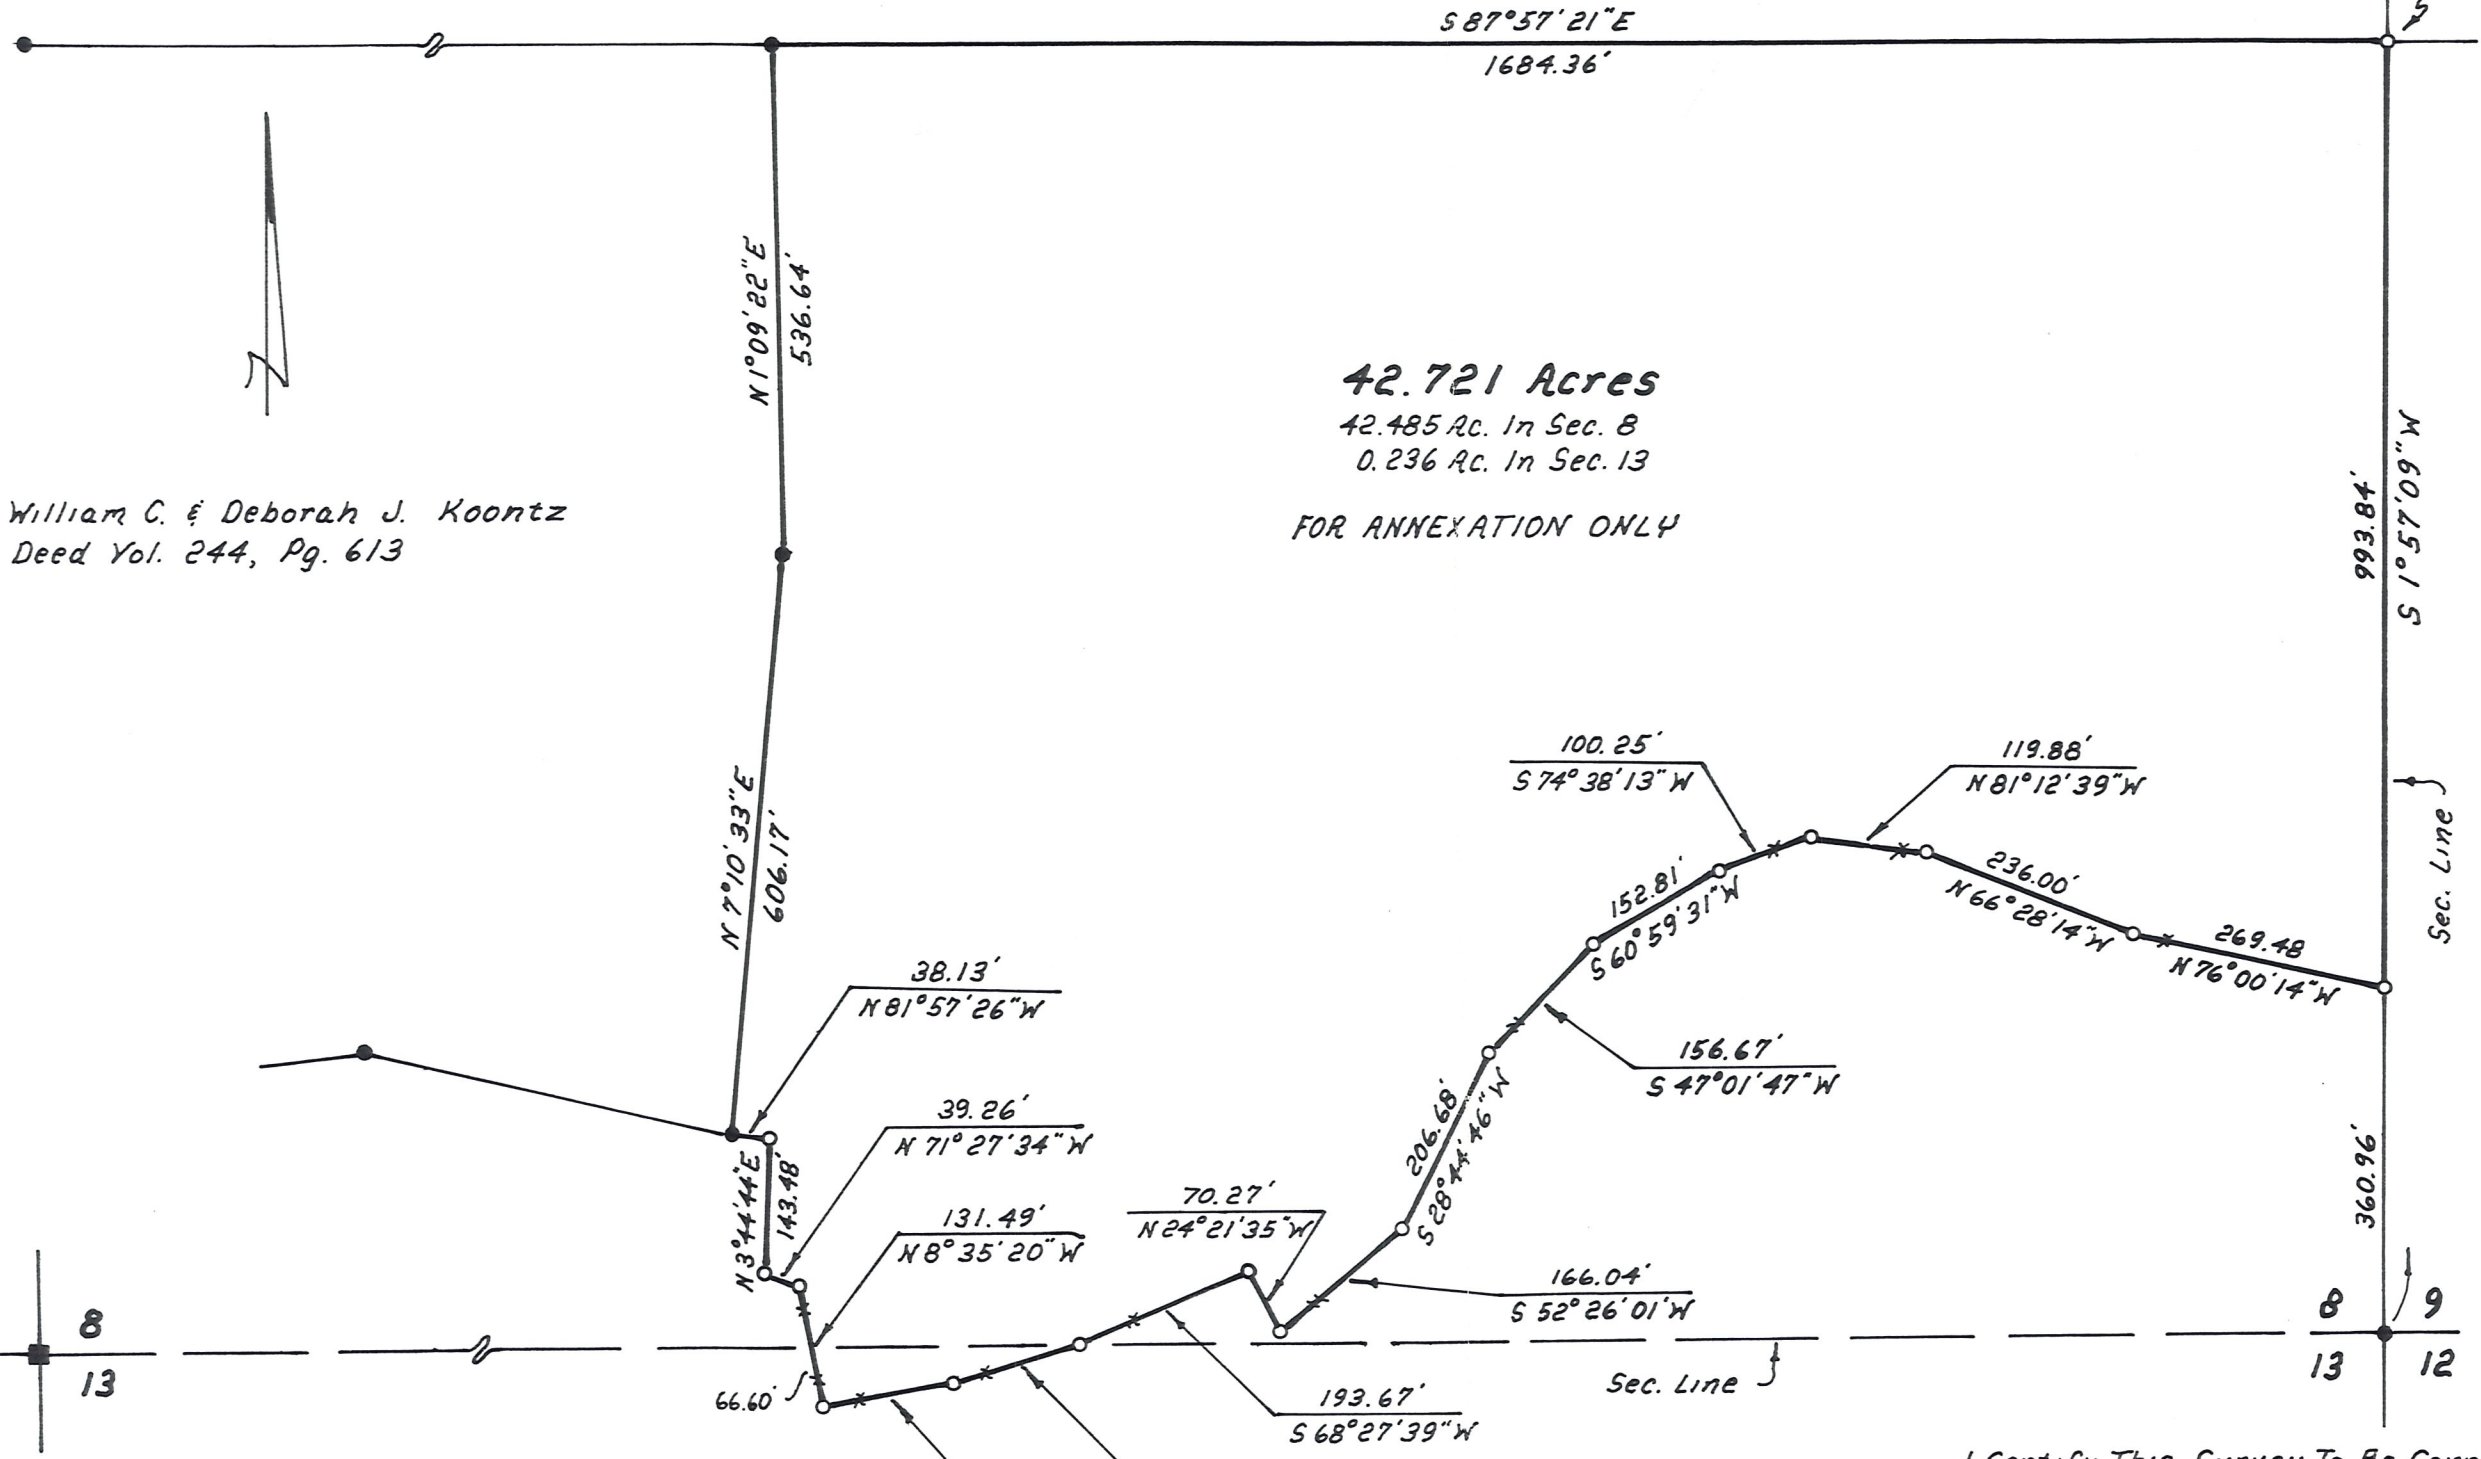 S 87°57'21"E
1684.36'
N 1°09'22"E
536.64'
42.721 Acres
42.485 Ac. In Sec. 8
0.236 Ac. In Sec. 13
FOR ANNEXATION ONLY
993.84'
S 1°57'09"W
William C. & Deborah J. Koontz
Deed Vol. 244, Pg. 613
100.25'
S 74°38'13"W
119.88'
N 81°12'39"W
Sec. Line
N 7°10'33"E
606.17'
152.81'
S 60°59'31"W
236.00'
N 66°28'14"W
269.48
N 76°00'14"W
38.13'
N 81°57'26"W
156.67'
S 47°01'47"W
39.26'
N 71°27'34"W
206.68'
S 28°44'46"W
360.96'
N 3°44'44"E
143.48'
70.27'
N 24°21'35"W
131.49'
N 8°35'20"W
166.04'
S 52°26'01"W
8
8
9
13
13
12
66.60'
Sec. Line
193.67'
S 68°27'39"W
I Certify This Survey To Be